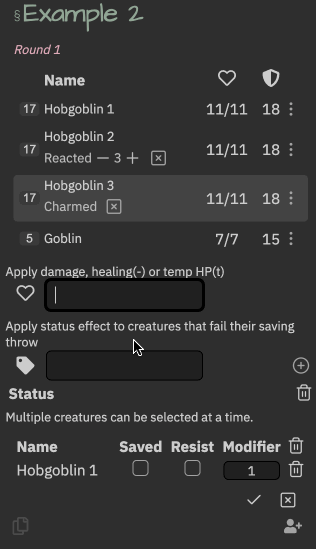 §Example 2
Round 1
Name
17 Hobgoblin 1 11/11 18
17 Hobgoblin 2 11/11 18
Reacted — 3 +
17 Hobgoblin 3 11/11 18
Charmed
5 Goblin 7/7 15
Apply damage, healing(-) or temp HP(t)
Apply status effect to creatures that fail their saving
throw
Status
Multiple creatures can be selected at a time.
Name Saved Resist Modifier
Hobgoblin 1 1